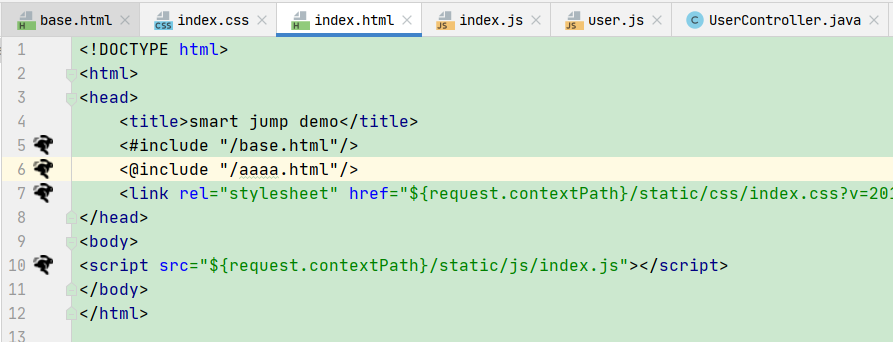 base.html index.css index.html index.js user.js UserController.java
1 <!DOCTYPE html>
2 <html>
3 <head>
4 <title>smart jump demo</title>
5 <#include "/base.html"/>
6 <@include "/aaaa.html"/>
7 <link rel="stylesheet" href="${request.contextPath}/static/css/index.css?v=201
8 </head>
9 <body>
10 <script src="${request.contextPath}/static/js/index.js"></script>
11 </body>
12 </html>
13